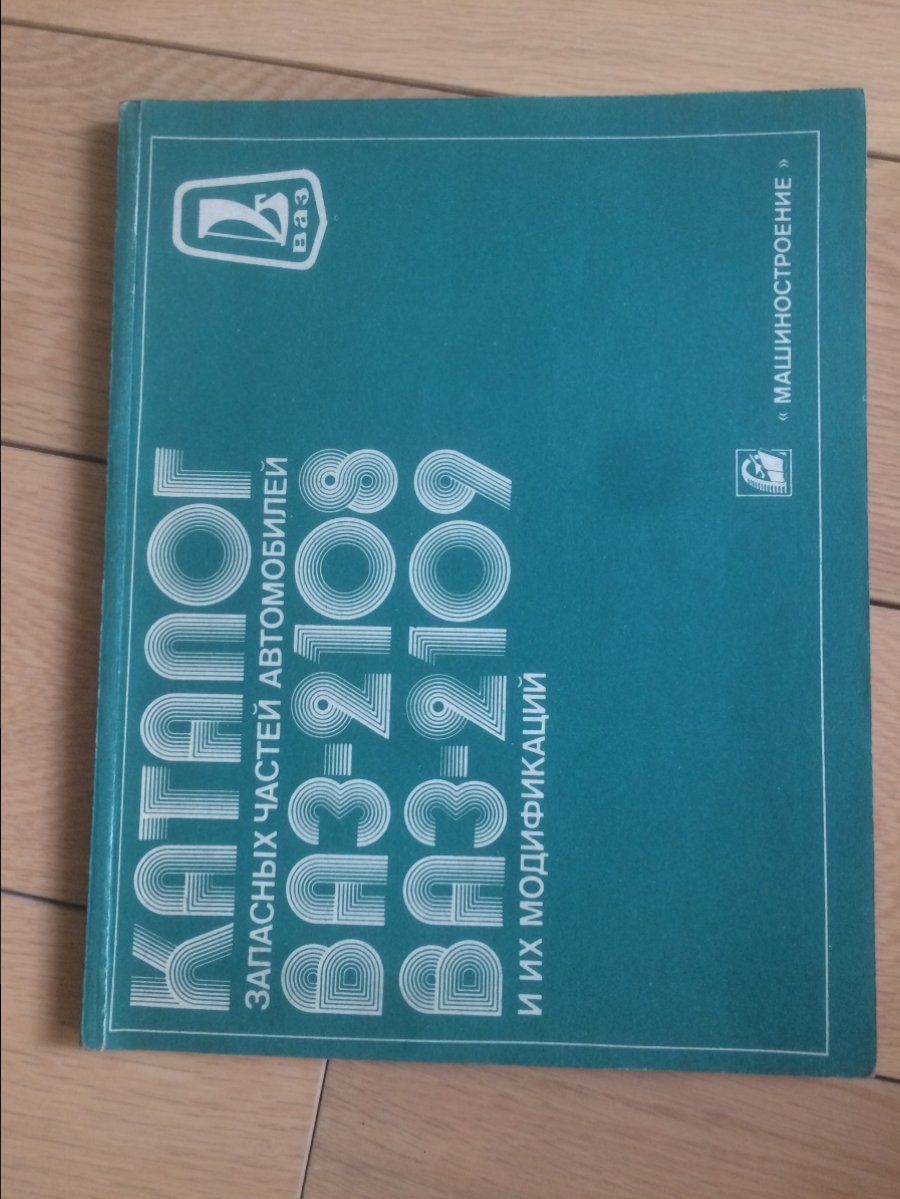 ВАЗ
КАТАЛОГ
ЗАПАСНЫХ ЧАСТЕЙ АВТОМОБИЛЕЙ
ВАЗ-2108
ВАЗ-2109
И ИХ МОДИФИКАЦИЙ
« МАШИНОСТРОЕНИЕ »